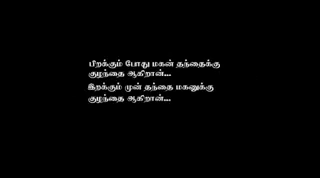 பிறக்கும் போது மகன் தந்தைக்கு
குழந்தை ஆகிறான்...
இறக்கும் முன் தந்தை மகனுக்கு
குழந்தை ஆகிறான்...